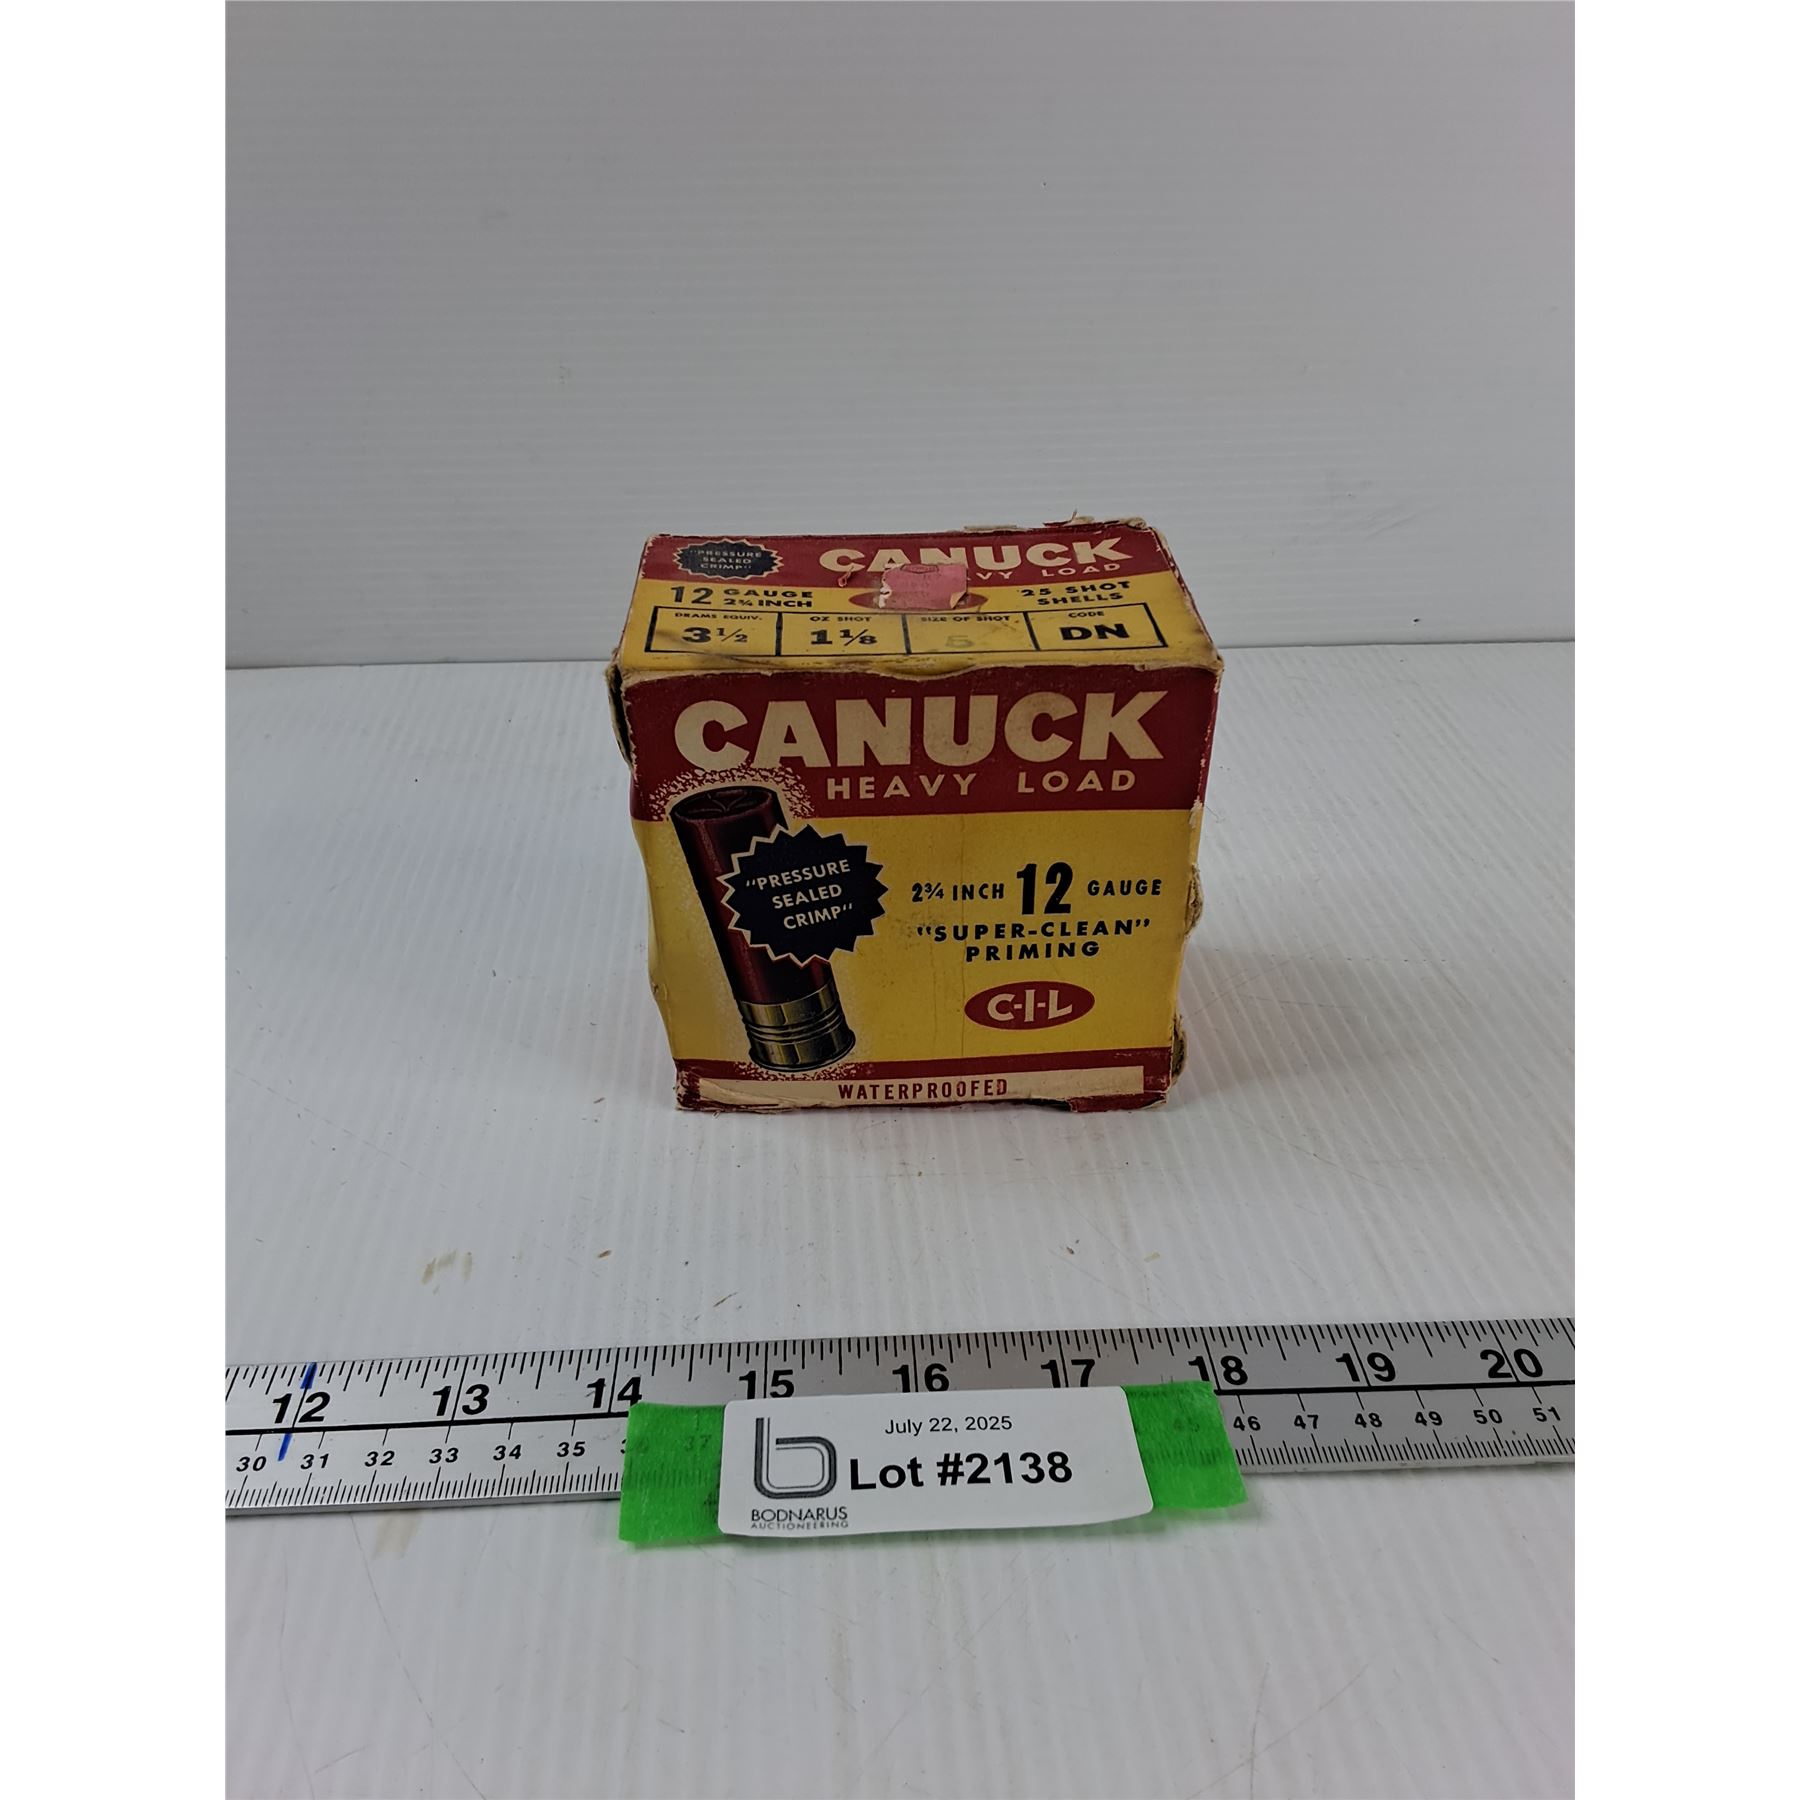 "PRESSURE
SEALED
CRIMP"
CANUCK
HEAVY LOAD
12 GAUGE
2¾ INCH
25 SHOT
SHELLS
DRAMS EQUIV.
3½
OZ SHOT
1⅛
SIZE OF SHOT
5
CODE
DN
CANUCK
HEAVY LOAD
"PRESSURE
SEALED
CRIMP"
2¾ INCH 12 GAUGE
"SUPER-CLEAN"
PRIMING
C-I-L
WATERPROOFED
12 13 14 15 16 17 18 19 20
30 31 32 33 34 35 36 37 45 46 47 48 49 50 51
July 22, 2025
Lot #2138
BODNARUS
AUCTIONEERING